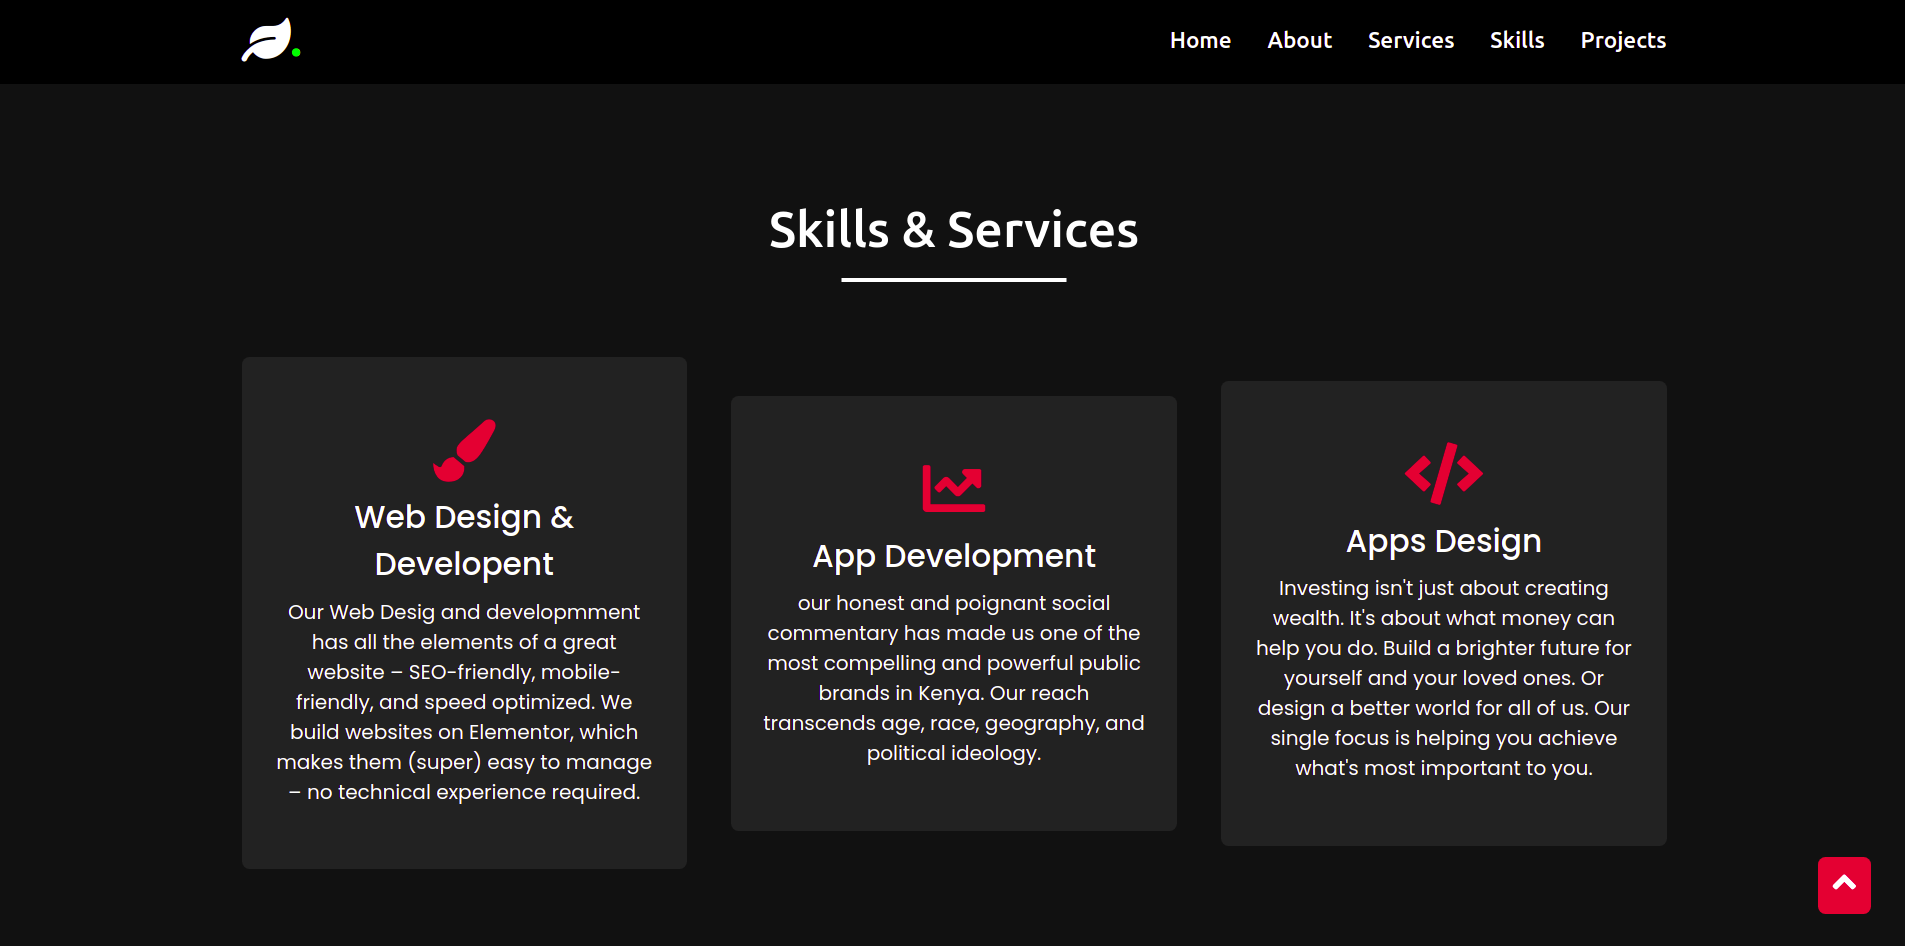 Home About Services Skills Projects
Skills & Services
Web Design &
Developent
Our Web Desig and developmment
has all the elements of a great
website – SEO-friendly, mobile-
friendly, and speed optimized. We
build websites on Elementor, which
makes them (super) easy to manage
– no technical experience required.
App Development
our honest and poignant social
commentary has made us one of the
most compelling and powerful public
brands in Kenya. Our reach
transcends age, race, geography, and
political ideology.
Apps Design
Investing isn't just about creating
wealth. It's about what money can
help you do. Build a brighter future for
yourself and your loved ones. Or
design a better world for all of us. Our
single focus is helping you achieve
what's most important to you.